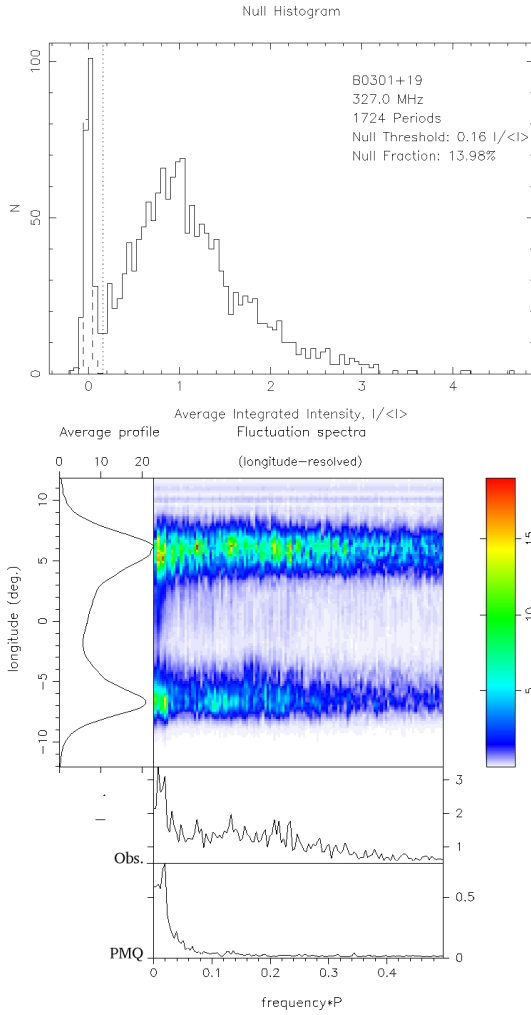 Null Histogram
100
50
0
N
B0301+19
327.0 MHz
1724 Periods
Null Threshold: 0.16 I/<I>
Null Fraction: 13.98%
0 1 2 3 4
Average Integrated Intensity, I/<I>
Average profile Fluctuation spectra
(longitude-resolved)
0 10 20
10
5
0
-5
-10
longitude (deg.)
15
10
5
3
2
1
Obs.
0.5
0
PMQ
0 0.1 0.2 0.3 0.4
frequency*P